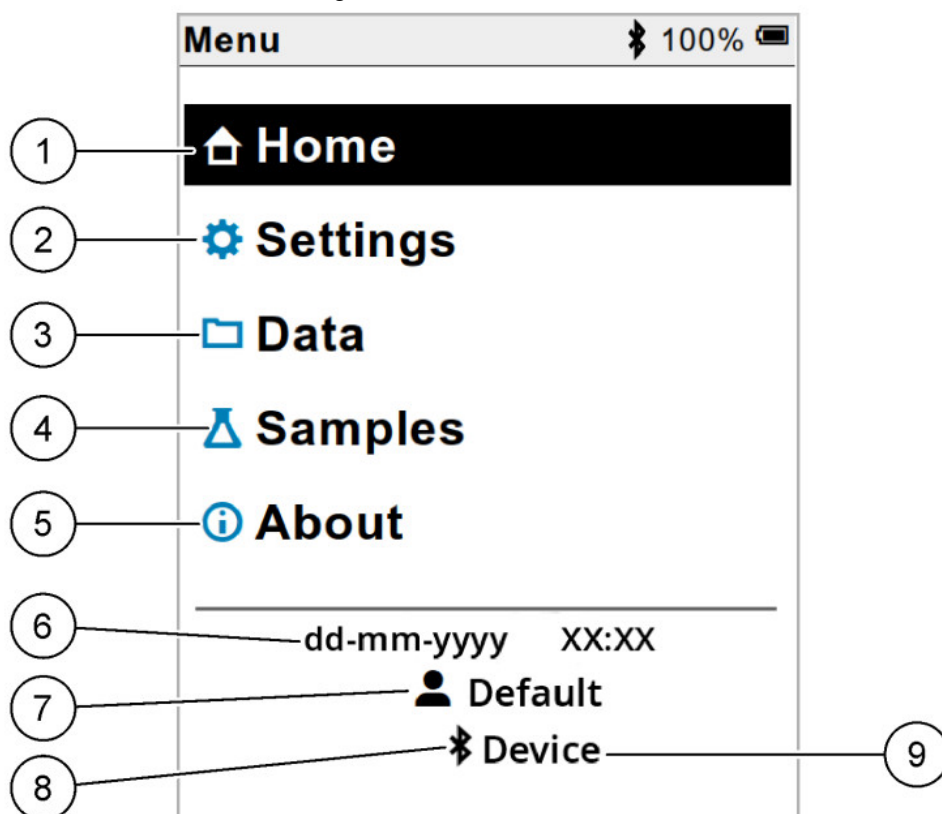 Menu 100%
1 Home
2 Settings
3 Data
4 Samples
5 About
6 dd-mm-yyyy XX:XX
7 Default
8 Device 9